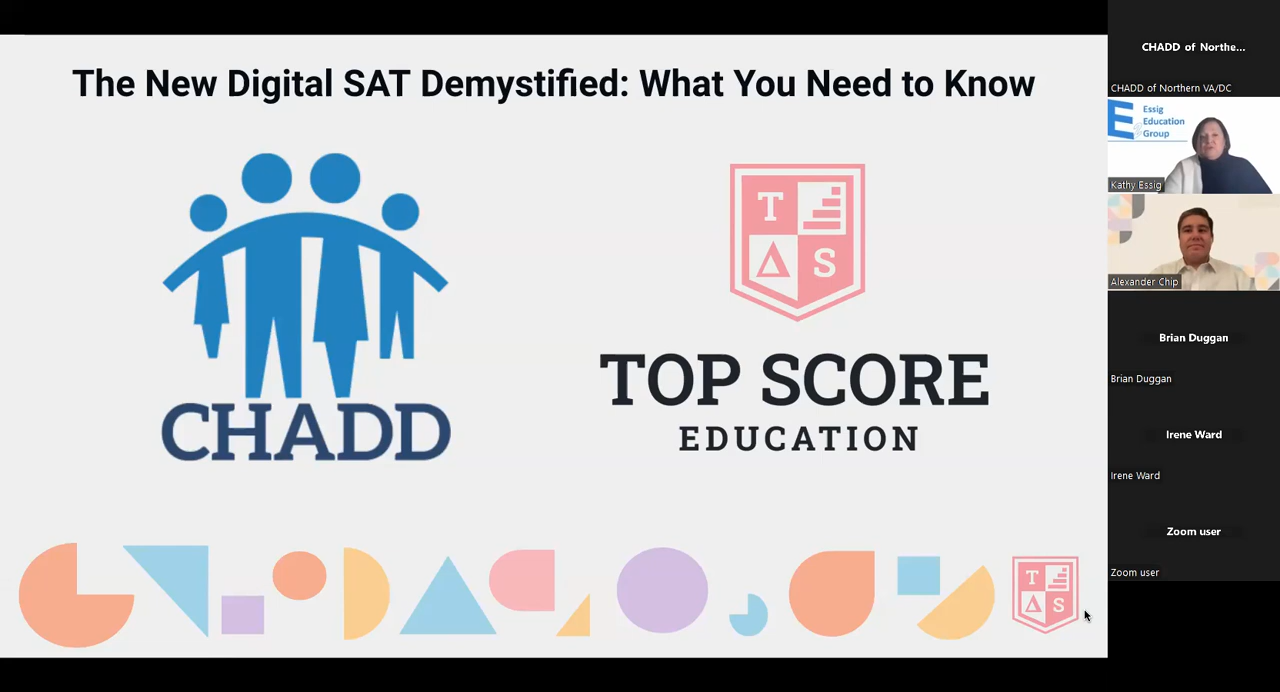 The New Digital SAT Demystified: What You Need to Know
CHADD
T
S
TOP SCORE
EDUCATION
T
S
CHADD of Northe...
CHADD of Northern VA/DC
E
Essig
Education
Group
Kathy Essig
Alexander Chip
Brian Duggan
Brian Duggan
Irene Ward
Irene Ward
Zoom user
Zoom user